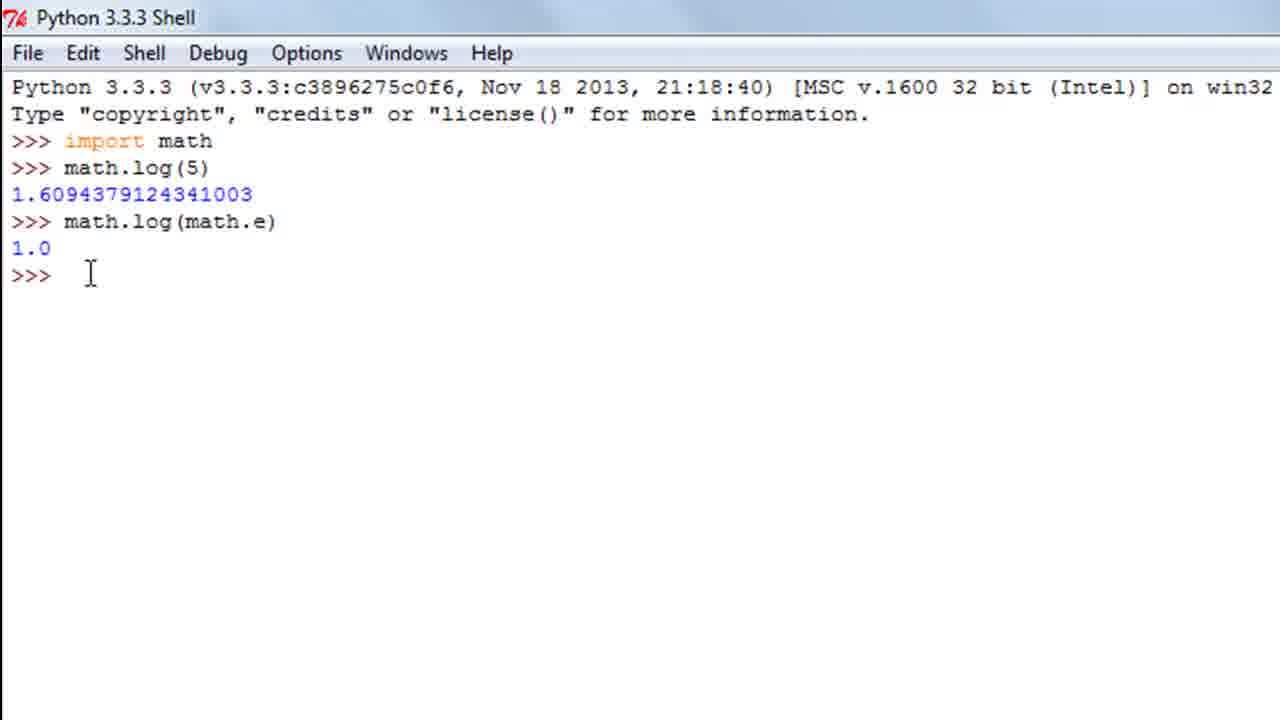 Python 3.3.3 Shell
File Edit Shell Debug Options Windows Help
Python 3.3.3 (v3.3.3:c3896275c0f6, Nov 18 2013, 21:18:40) [MSC v.1600 32 bit (Intel)] on win32
Type "copyright", "credits" or "license()" for more information.
>>> import math
>>> math.log(5)
1.6094379124341003
>>> math.log(math.e)
1.0
>>>